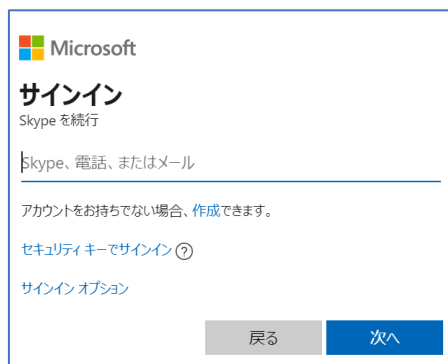 Microsoft
サインイン
Skype を続行
Skype、電話、またはメール
アカウントをお持ちでない場合、作成できます。
セキュリティ キーでサインイン ?
サインイン オプション
戻る 次へ